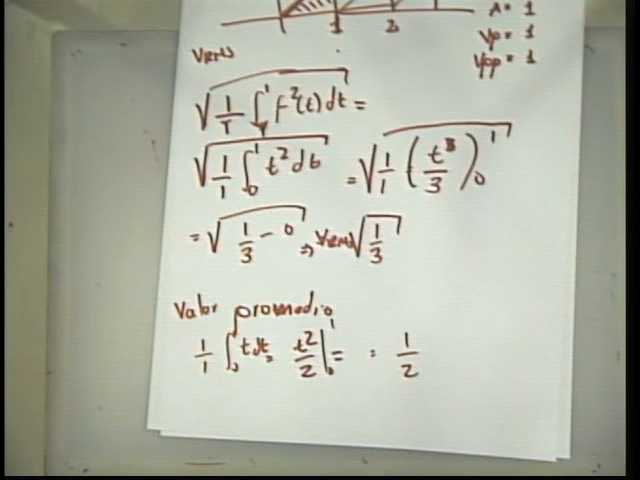 1 2
A = 1
Vp = 1
Vpp = 1
VRMS
√(1/T ∫ f²(t) dt) =
√(1/1 ∫₀¹ t² dt) = √(1/1 (t³/3)₀¹)
= √(1/3 - 0) ⇒ VRMS √(1/3)
Valor promedio
1/1 ∫₀¹ t dt = t²/2 |₀¹ = = 1/2